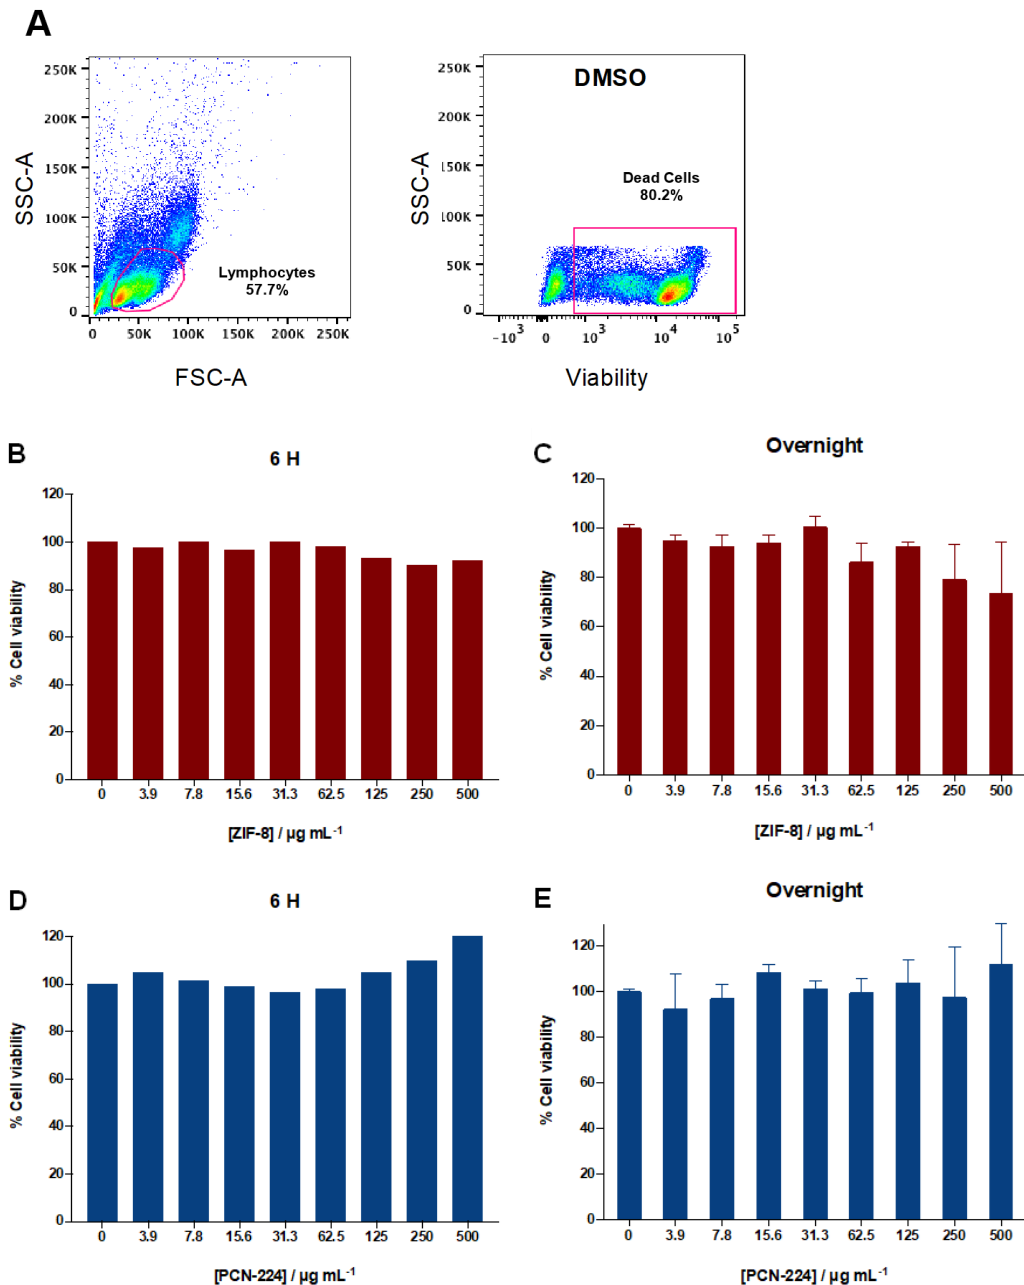 A
250K
200K
150K
100K
50K
0
SSC-A
Lymphocytes
57.7%
0 50K 100K 150K 200K 250K
FSC-A
DMSO
250K
200K
150K
100K
50K
0
SSC-A
Dead Cells
80.2%
-10³ 0 10³ 10⁴ 10⁵
Viability
B
6 H
120
100
80
60
40
20
0
% Cell viability
0 3.9 7.8 15.6 31.3 62.5 125 250 500
[ZIF-8] / µg mL⁻¹
C
Overnight
120
100
80
60
40
20
0
% Cell viability
0 3.9 7.8 15.6 31.3 62.5 125 250 500
[ZIF-8] / µg mL⁻¹
D
6 H
120
100
80
60
40
20
0
% Cell viability
0 3.9 7.8 15.6 31.3 62.5 125 250 500
[PCN-224] / µg mL⁻¹
E
Overnight
120
100
80
60
40
20
0
% Cell viability
0 3.9 7.8 15.6 31.3 62.5 125 250 500
[PCN-224] / µg mL⁻¹